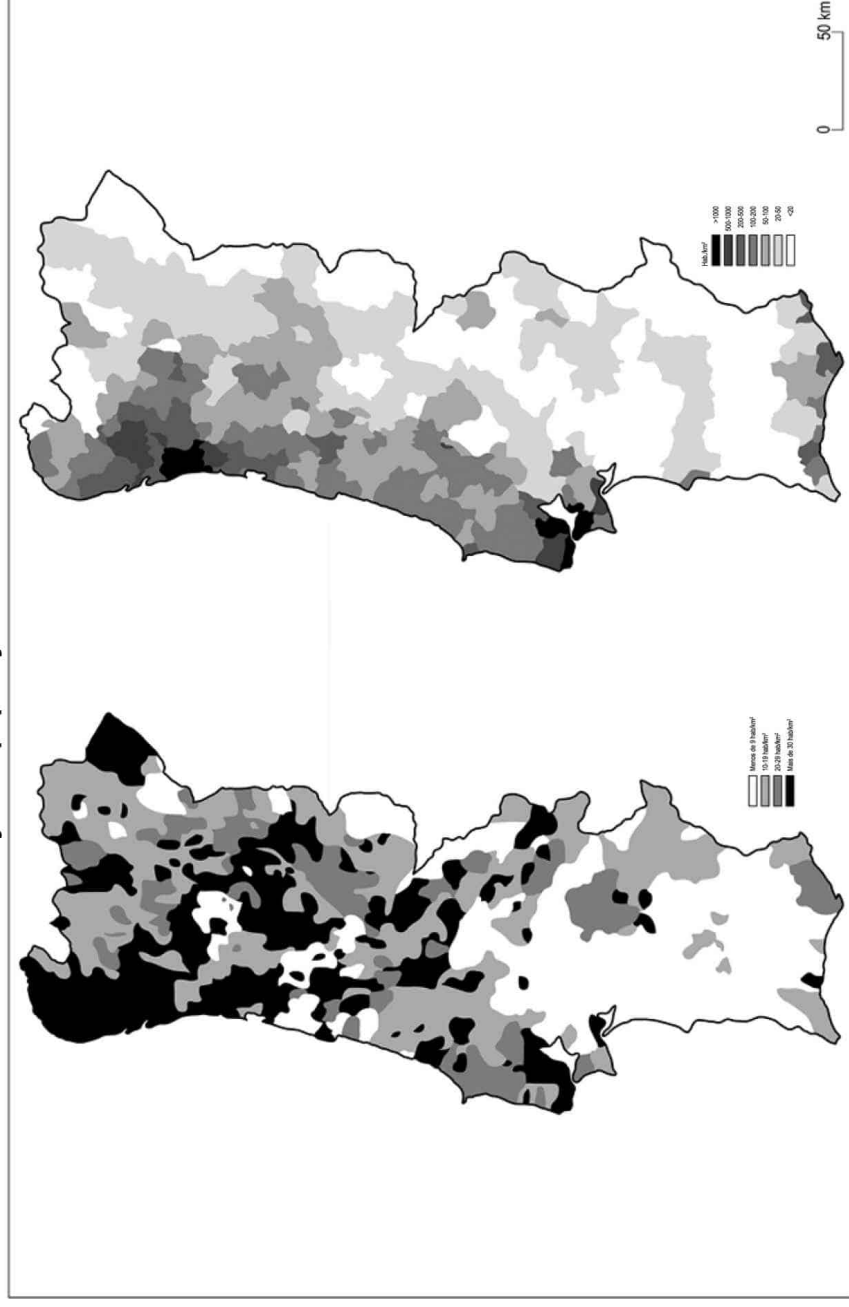 Menos de 9 hab/km²
10-19 hab/km²
20-29 hab/km²
Mais de 30 hab/km²
Hab./km²
>1000
500-1000
200-500
100-200
50-100
20-50
<20
0
50 km